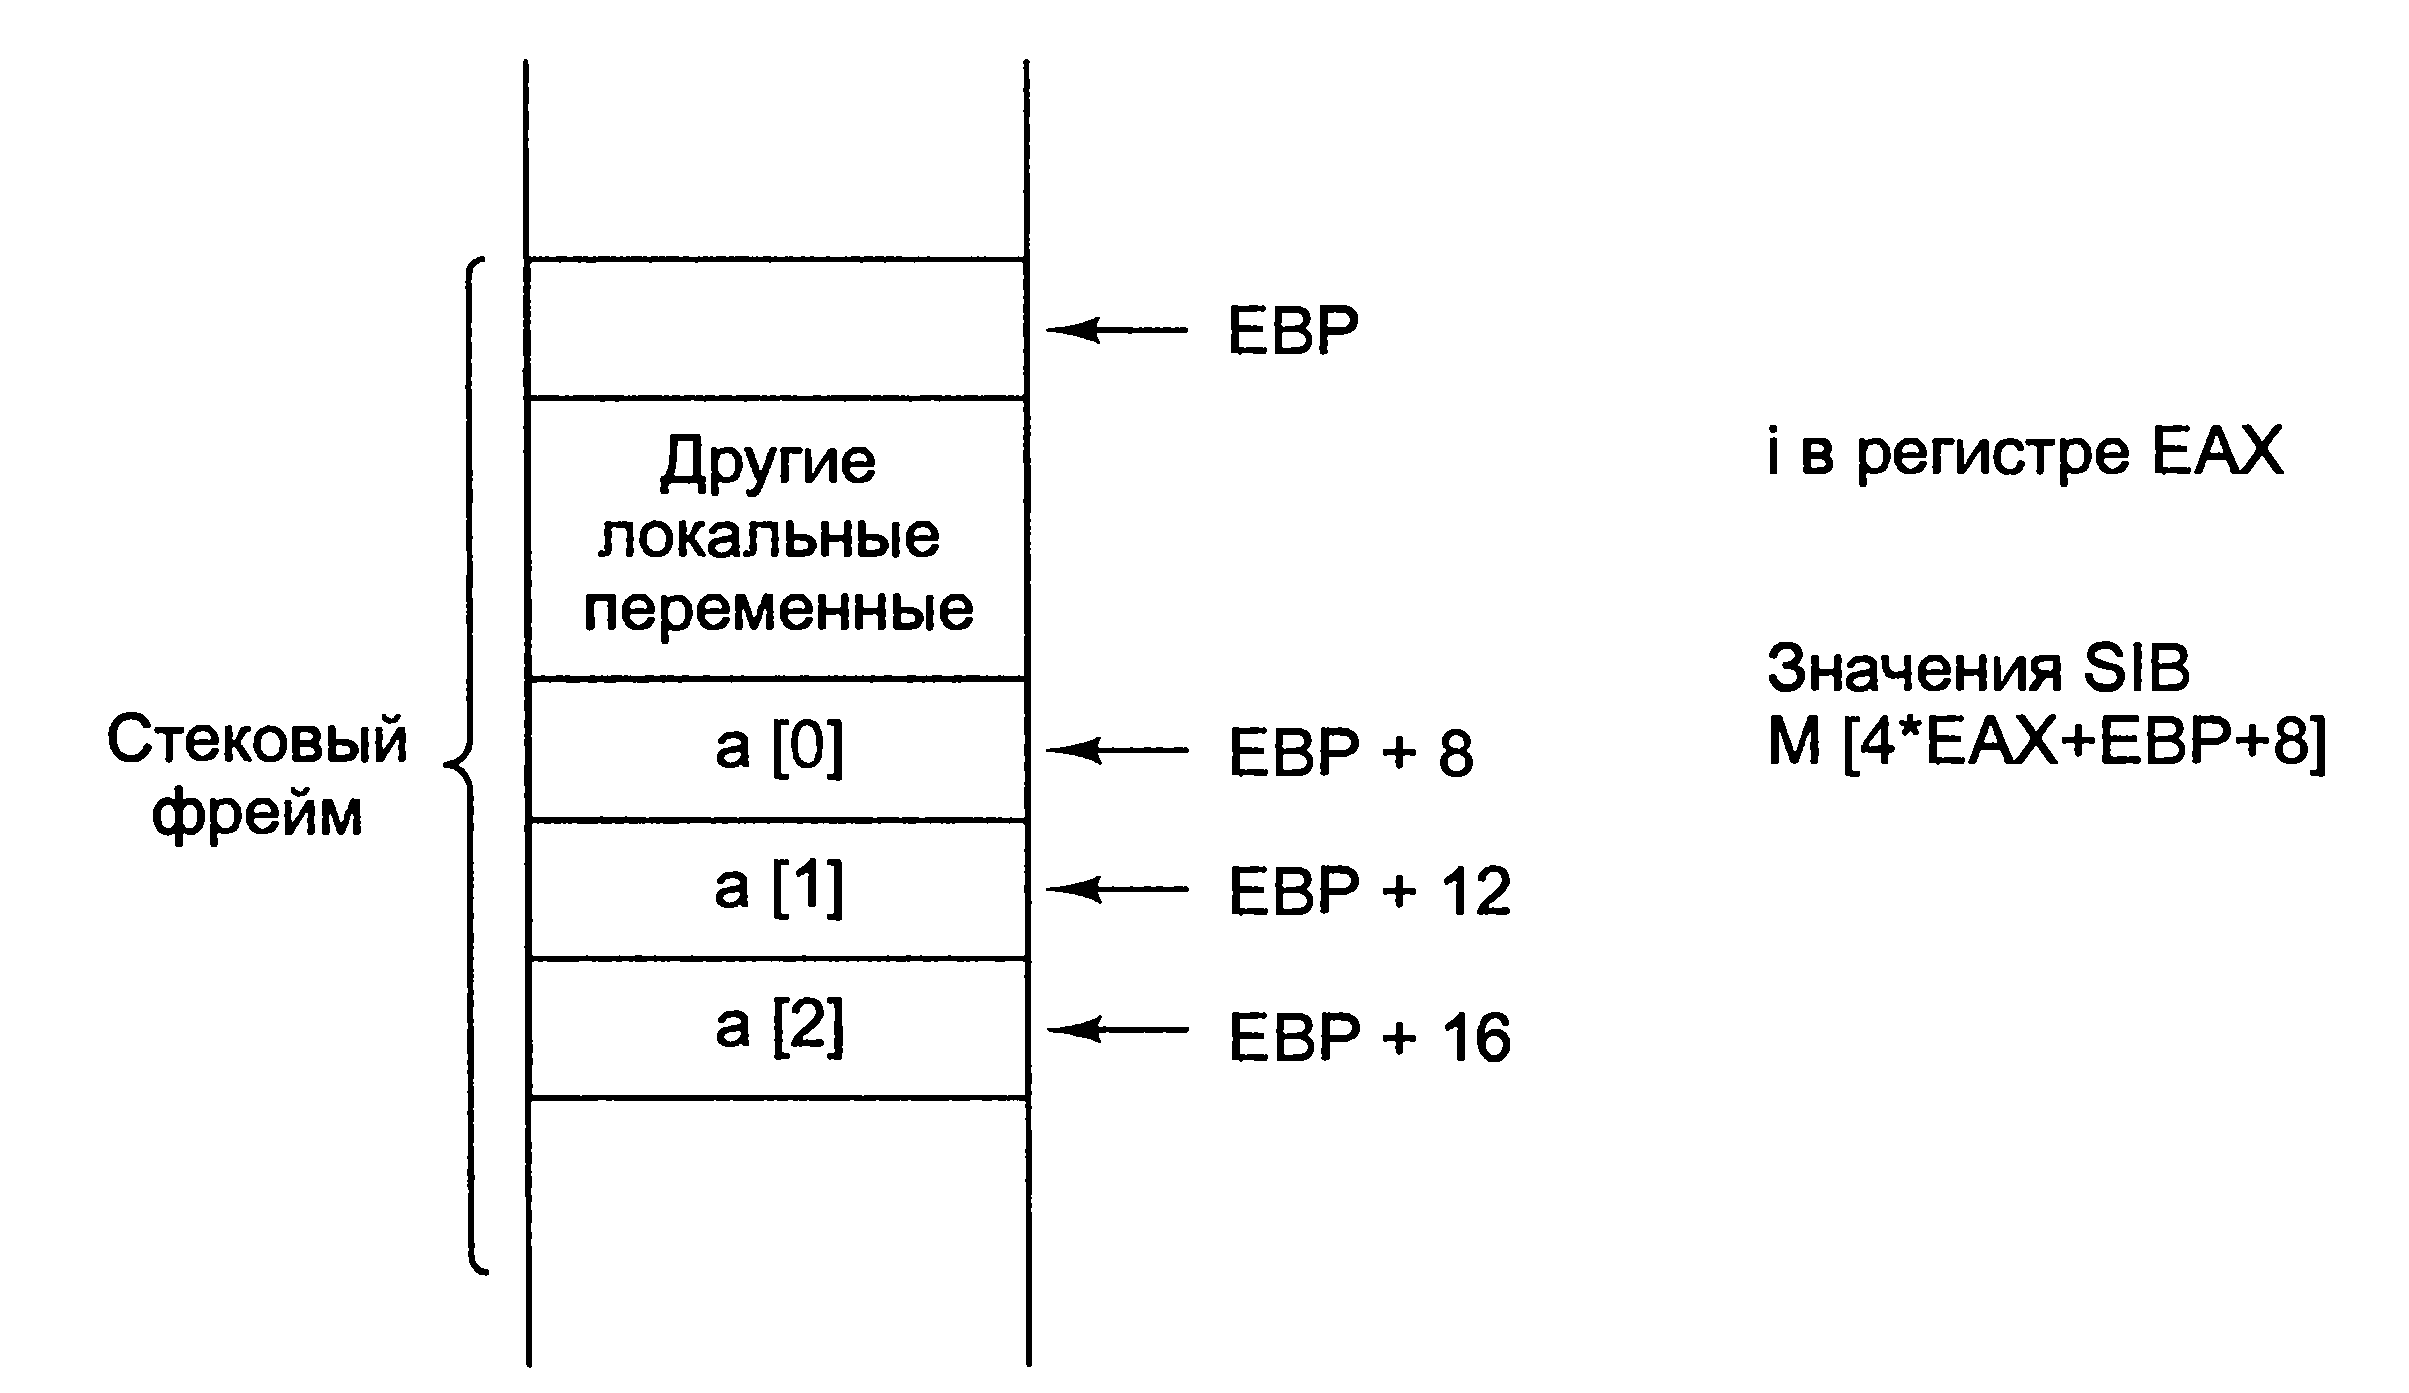 EBP
i в регистре EAX
Другие
локальные
переменные
Значения SIB
M [4*EAX+EBP+8]
Стековый
фрейм
a [0]
EBP + 8
a [1]
EBP + 12
a [2]
EBP + 16